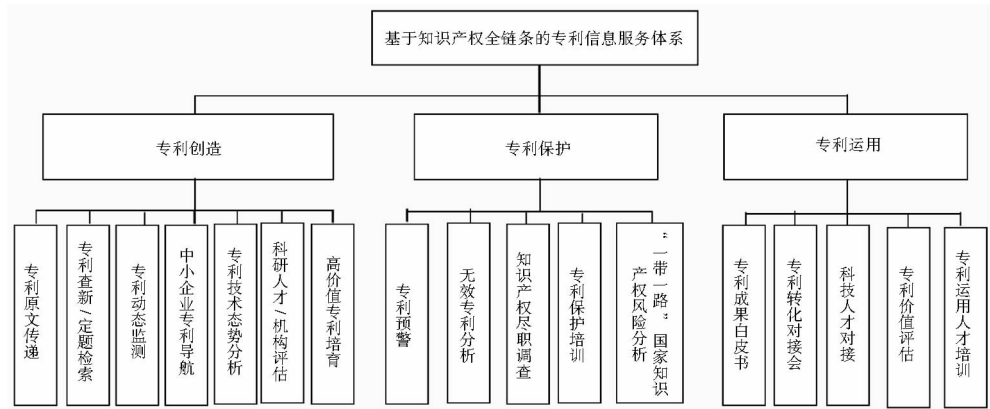 基于知识产权全链条的专利信息服务体系
专利创造
专利保护
专利运用
专利原文传递
专利查新/定题检索
专利动态监测
中小企业专利导航
专利技术态势分析
科研人才/机构评估
高价值专利培育
专利预警
无效专利分析
知识产权尽职调查
专利保护培训
“一带一路”国家知识
产权风险分析
专利成果白皮书
专利转化对接会
科技人才对接
专利价值评估
专利运用人才培训